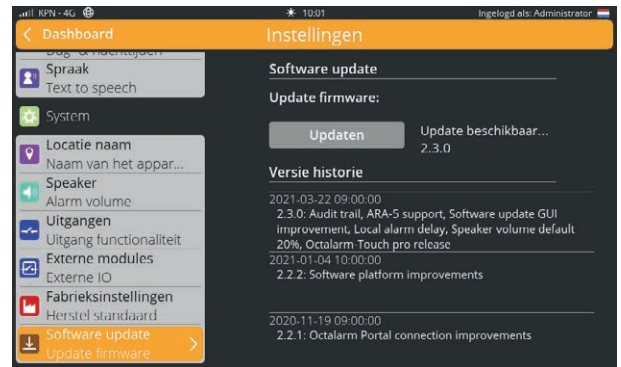 KPN - 4G
10:01
Ingelogd als: Administrator
Dashboard
Instellingen
Dag- & nachttijden
Spraak
Text to speech
System
Locatie naam
Naam van het appar...
Speaker
Alarm volume
Uitgangen
Uitgang functionaliteit
Externe modules
Externe IO
Fabrieksinstellingen
Herstel standaard
Software update
Update firmware
Software update
Update firmware:
Updaten
Update beschikbaar...
2.3.0
Versie historie
2021-03-22 09:00:00
2.3.0: Audit trail, ARA-5 support, Software update GUI
improvement, Local alarm delay, Speaker volume default
20%, Octalarm-Touch pro release
2021-01-04 10:00:00
2.2.2: Software platform improvements
2020-11-19 09:00:00
2.2.1: Octalarm Portal connection improvements